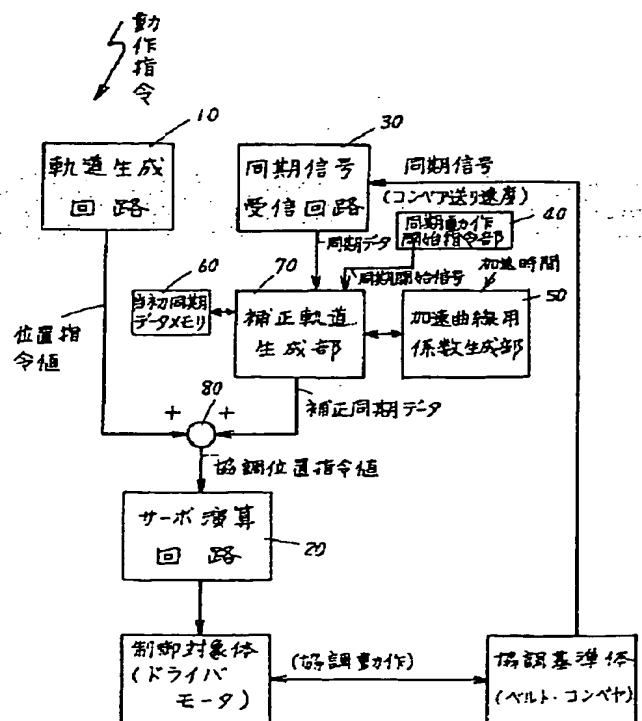 動作指令
10
軌道生成
回路
30
同期信号
受信回路
同期信号
(コンベア送り速度)
40
同期動作
開始指令部
同期データ
同期開始信号
加速時間
50
60
当初同期
データメモリ
70
補正軌道
生成部
加速曲線用
係数生成部
位置指
令値
補正同期データ
+
80
+
協調位置指令値
サーボ演算
回路
20
制御対象体
(ドライバ
モータ)
(協調動作)
協調基準体
(ベルト・コンベヤ)